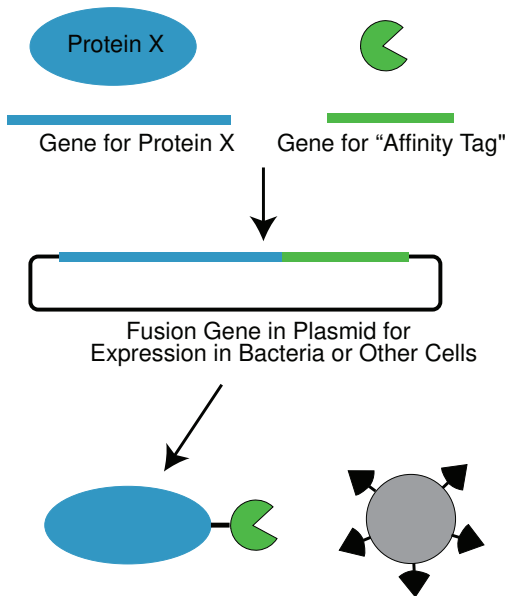 Protein X
Gene for Protein X
Gene for “Affinity Tag"
Fusion Gene in Plasmid for
Expression in Bacteria or Other Cells